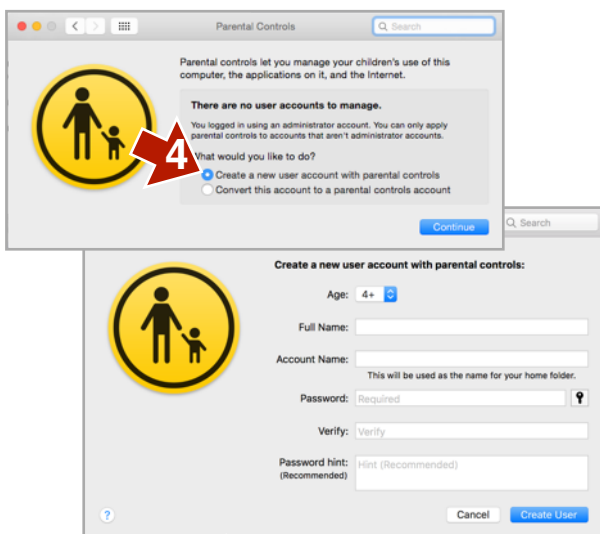 Parental Controls
Search
Parental controls let you manage your children's use of this
computer, the applications on it, and the Internet.
There are no user accounts to manage.
You logged in using an administrator account. You can only apply
parental controls to accounts that aren't administrator accounts.
4
What would you like to do?
Create a new user account with parental controls
Convert this account to a parental controls account
Continue
Search
Create a new user account with parental controls:
Age: 4+
Full Name:
Account Name:
This will be used as the name for your home folder.
Password: Required
Verify: Verify
Password hint: Hint (Recommended)
(Recommended)
? Cancel Create User